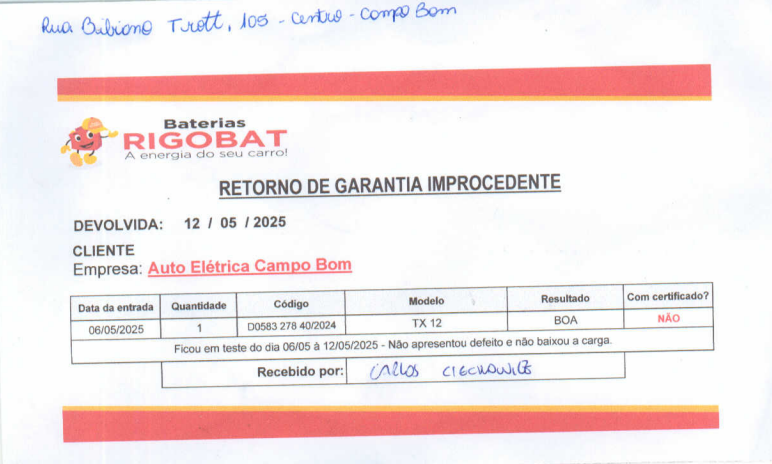 Rua Bibiano Trott, 105 - Centro - Campo Bom
Baterias
RIGOBAT
A energia do seu carro!
RETORNO DE GARANTIA IMPROCEDENTE
DEVOLVIDA: 12 / 05 / 2025
CLIENTE
Empresa: Auto Elétrica Campo Bom
Data da entrada Quantidade Código Modelo Resultado Com certificado?
06/05/2025 1 D0583 278 40/2024 TX 12 BOA NÃO
Ficou em teste do dia 06/05 á 12/05/2025 - Não apresentou defeito e não baixou a carga.
Recebido por: Carlos